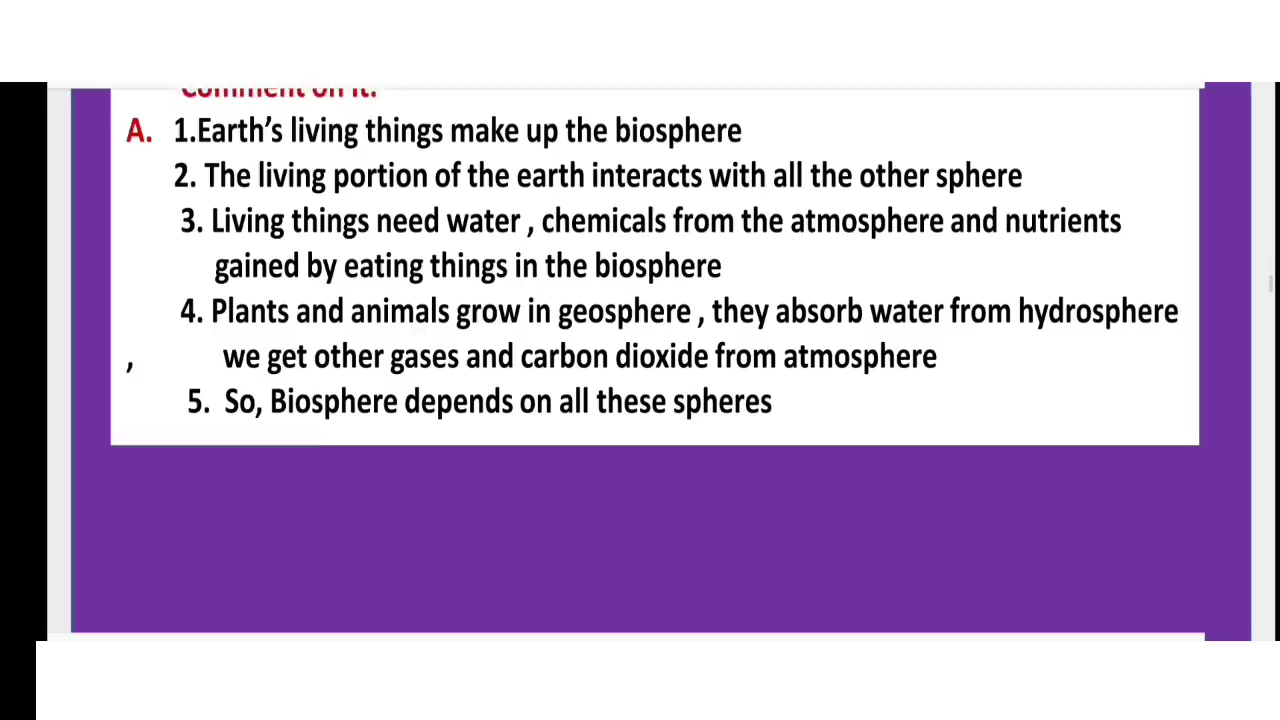 Comment on it.
A. 1.Earth's living things make up the biosphere
2. The living portion of the earth interacts with all the other sphere
3. Living things need water , chemicals from the atmosphere and nutrients
gained by eating things in the biosphere
4. Plants and animals grow in geosphere , they absorb water from hydrosphere
, we get other gases and carbon dioxide from atmosphere
5. So, Biosphere depends on all these spheres